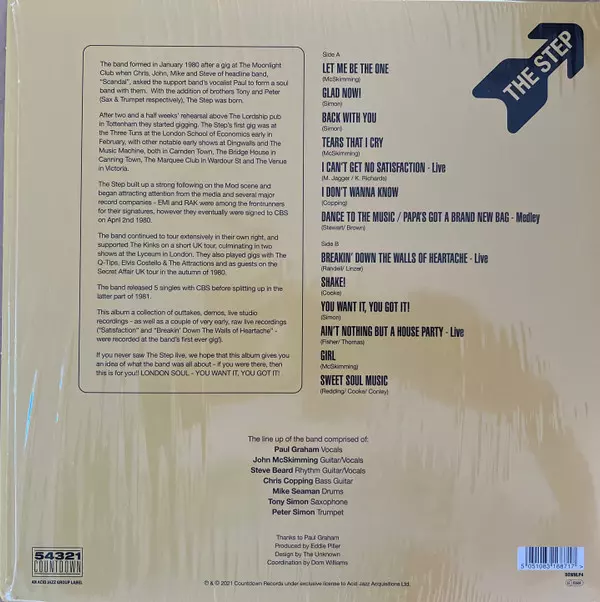 The band formed in January 1980 after a gig at The Moonlight
Club when Chris, John, Mike and Steve of headline band,
"Scandal", asked the support band's vocalist Paul to form a soul
band with them. With the addition of brothers Tony and Peter
(Sax & Trumpet respectively), The Step was born.
After two and a half weeks' rehearsal above The Lordship pub
in Tottenham they started gigging. The Step's first gig was at
the Three Tuns at the London School of Economics early in
February, with other notable early shows at Dingwalls and The
Music Machine, both in Camden Town, The Bridge House in
Canning Town, The Marquee Club In Wardour St and The Venue
in Victoria.
The Step built up a strong following on the Mod scene and
began attracting attention from the media and several major
record companies - EMI and RAK were among the frontrunners
for their signatures, however they eventually were signed to CBS
on April 2nd 1980.
The band continued to tour extensively in their own right, and
supported The Kinks on a short UK tour, culminating in two
shows at the Lyceum in London. They also played gigs with The
Q-Tips, Elvis Costello & The Attractions and as guests on the
Secret Affair UK tour in the autumn of 1980.
The band released 5 singles with CBS before splitting up in the
latter part of 1981.
This album a collection of outtakes, demos, live studio
recordings - as well as a couple of very early, raw live recordings
("Satisfaction" and "Breakin' Down The Walls of Heartache" -
were recorded at the band's first ever gig!).
If you never saw The Step live, we hope that this album gives you
an idea of what the band was all about - if you were there, then
this is for you!! LONDON SOUL - YOU WANT IT, YOU GOT IT!
THE STEP
Side A
LET ME BE THE ONE
(McSkimming)
GLAD NOW!
(Simon)
BACK WITH YOU
(Simon)
TEARS THAT I CRY
(McSkimming)
I CAN'T GET NO SATISFACTION - Live
(M. Jagger / K. Richards)
I DON'T WANNA KNOW
(Copping)
DANCE TO THE MUSIC / PAPA'S GOT A BRAND NEW BAG - Medley
(Stewart/ Brown)
Side B
BREAKIN' DOWN THE WALLS OF HEARTACHE - Live
(Randell/ Linzer)
SHAKE!
(Cooke)
YOU WANT IT, YOU GOT IT!
(Simon)
AIN'T NOTHING BUT A HOUSE PARTY - Live
(Fisher/ Thomas)
GIRL
(McSkimming)
SWEET SOUL MUSIC
(Redding/ Cooke/ Conley)
The line up of the band comprised of:
Paul Graham Vocals
John McSkimming Guitar/Vocals
Steve Beard Rhythm Guitar/Vocals
Chris Copping Bass Guitar
Mike Seaman Drums
Tony Simon Saxophone
Peter Simon Trumpet
Thanks to Paul Graham
Produced by Eddie Piller
Design by The Unknown
Coordination by Dom Williams
54321
COUNTDOWN
AN ACID JAZZ GROUP LABEL
℗ & © 2021 Countdown Records under exclusive license to Acid Jazz Acquisitions Ltd.
5 051083 168717 >